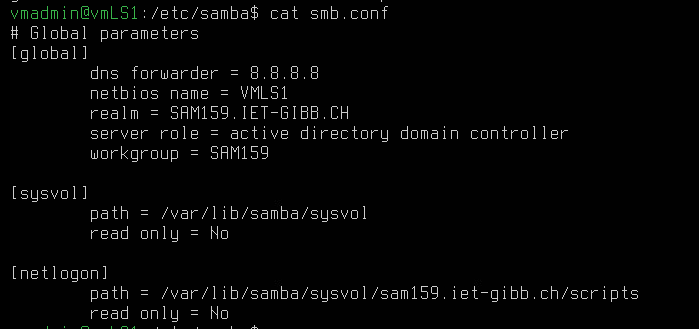 vmadmin@vmLS1:/etc/samba$ cat smb.conf
# Global parameters
[global]
        dns forwarder = 8.8.8.8
        netbios name = VMLS1
        realm = SAM159.IET-GIBB.CH
        server role = active directory domain controller
        workgroup = SAM159

[sysvol]
        path = /var/lib/samba/sysvol
        read only = No

[netlogon]
        path = /var/lib/samba/sysvol/sam159.iet-gibb.ch/scripts
        read only = No